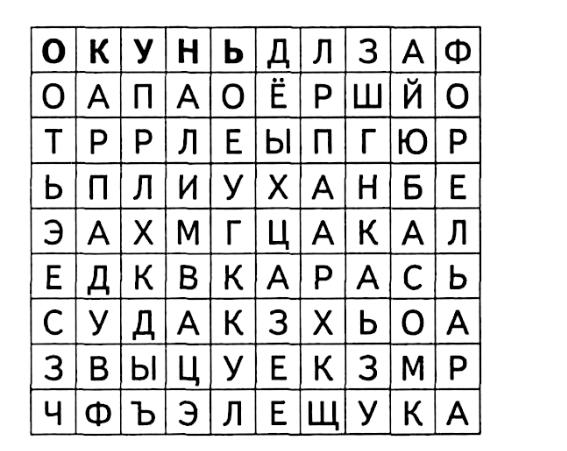 О К У Н Ь Д Л З А Ф
О А П А О Ё Р Ш Й О
Т Р Р Л Е Ы П Г Ю Р
Ь П Л И У Х А Н Б Е
Э А Х М Г Ц А К А Л
Е Д К В К А Р А С Ь
С У Д А К З Х Ь О А
З В Ы Ц У Е К З М Р
Ч Ф Ъ Э Л Е Щ У К А